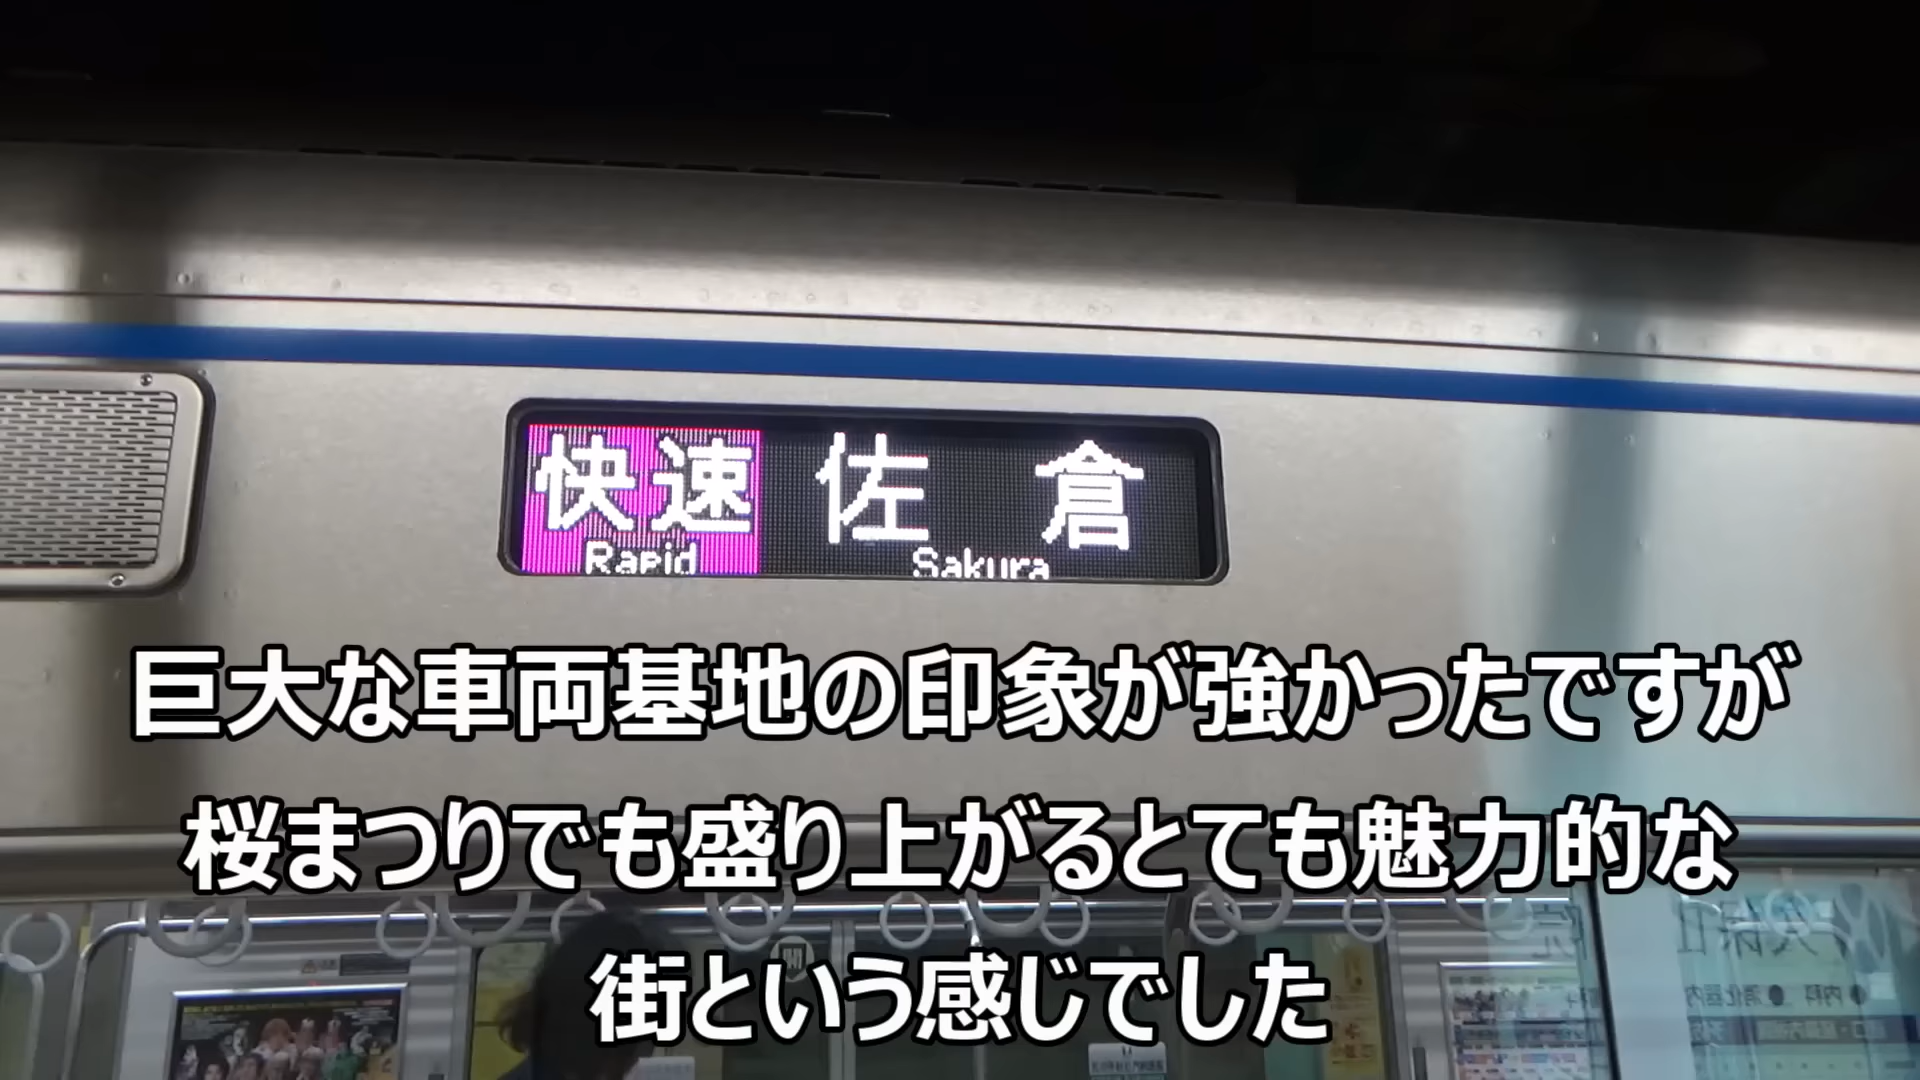 快速 佐倉
Rapid Sakura
巨大な車両基地の印象が強かったですが
桜まつりでも盛り上がるとても魅力的な
街という感じでした